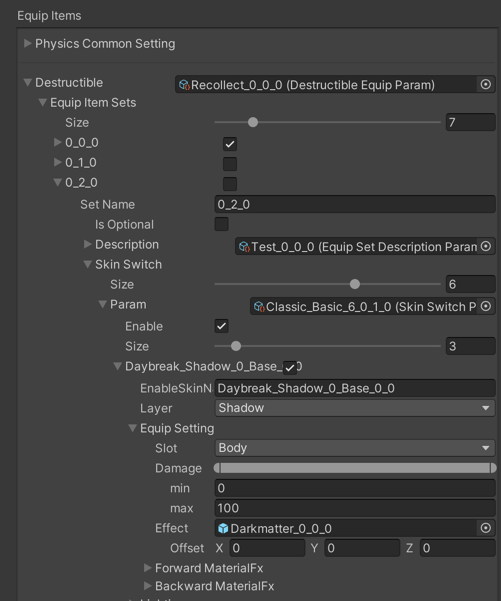 Equip Items
Physics Common Setting
Destructible Recollect_0_0_0 (Destructible Equip Param)
Equip Item Sets
Size 7
0_0_0
0_1_0
0_2_0
Set Name 0_2_0
Is Optional
Description Test_0_0_0 (Equip Set Description Param
Skin Switch
Size 6
Param Classic_Basic_6_0_1_0 (Skin Switch P
Enable
Size 3
Daybreak_Shadow_0_Base_ 0
EnableSkinN Daybreak_Shadow_0_Base_0_0
Layer Shadow
Equip Setting
Slot Body
Damage
min 0
max 100
Effect Darkmatter_0_0_0
Offset X 0 Y 0 Z 0
Forward MaterialFx
Backward MaterialFx